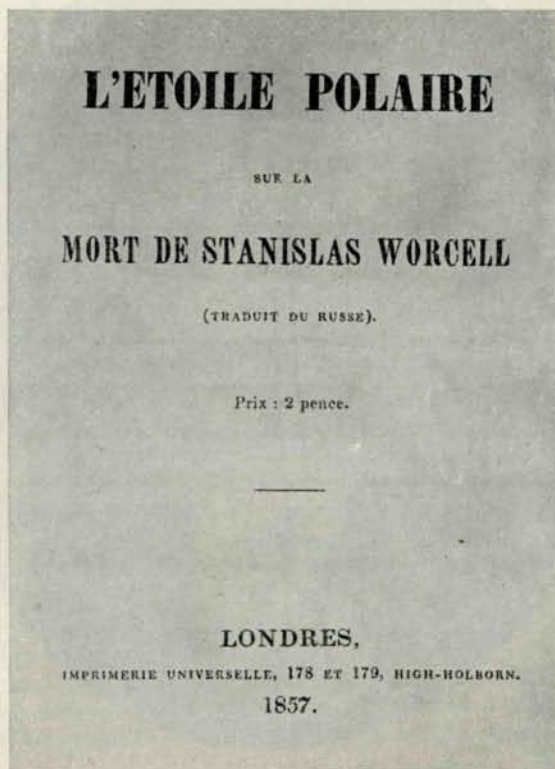 L'ETOILE POLAIRE
SUR LA
MORT DE STANISLAS WORCELL
(TRADUIT DU RUSSE).
Prix : 2 pence.
LONDRES,
IMPRIMERIE UNIVERSELLE, 178 ET 179, HIGH-HOLBORN.
1857.